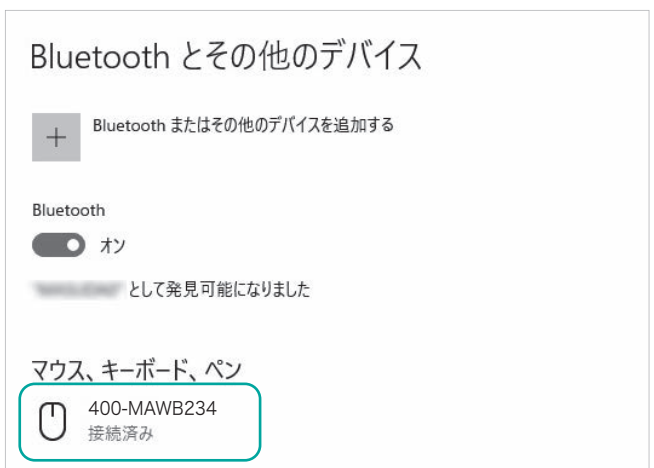 Bluetooth とその他のデバイス
Bluetooth またはその他のデバイスを追加する
Bluetooth
オン
として発見可能になりました
マウス、キーボード、ペン
400-MAWB234
接続済み